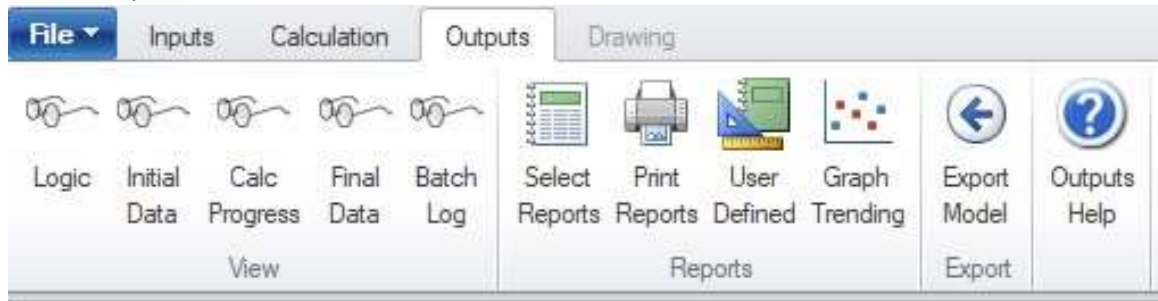 File Inputs Calculation Outputs Drawing
Logic Initial Calc Final Batch Select Print User Graph Export Outputs
Data Progress Data Log Reports Reports Defined Trending Model Help
View Reports Export